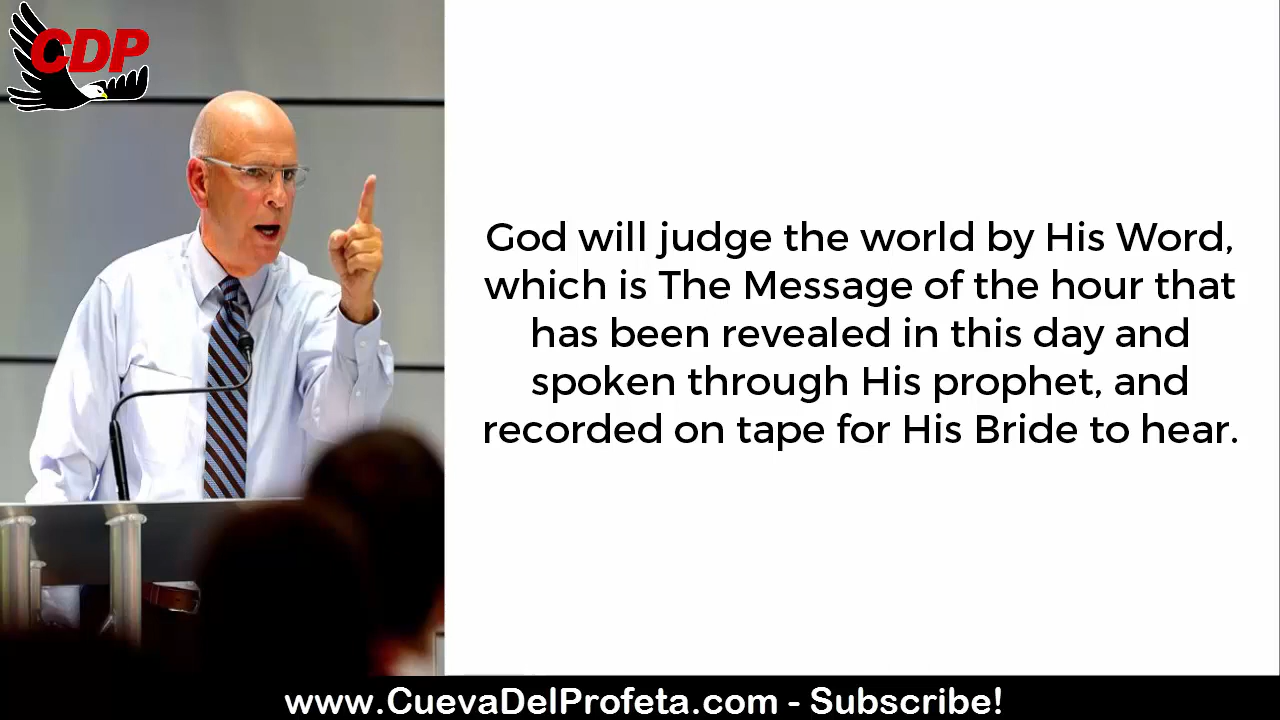 CDP
God will judge the world by His Word,
which is The Message of the hour that
has been revealed in this day and
spoken through His prophet, and
recorded on tape for His Bride to hear.
www.CuevaDelProfeta.com - Subscribe!